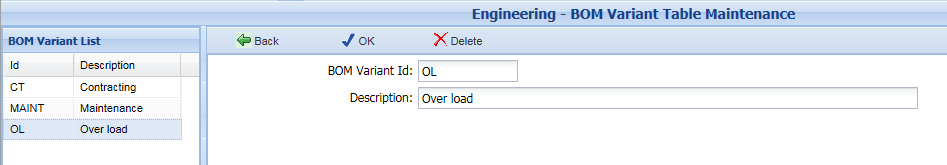 Engineering - BOM Variant Table Maintenance
BOM Variant List
Id Description
CT Contracting
MAINT Maintenance
OL Over load
Back OK Delete
BOM Variant Id: OL
Description: Over load